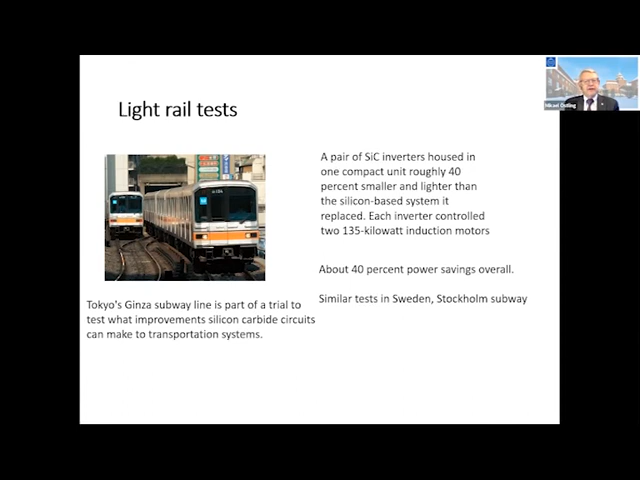 Light rail tests
A pair of SiC inverters housed in
one compact unit roughly 40
percent smaller and lighter than
the silicon-based system it
replaced. Each inverter controlled
two 135-kilowatt induction motors
About 40 percent power savings overall.
Similar tests in Sweden, Stockholm subway
Tokyo's Ginza subway line is part of a trial to
test what improvements silicon carbide circuits
can make to transportation systems.
Mikael Östling